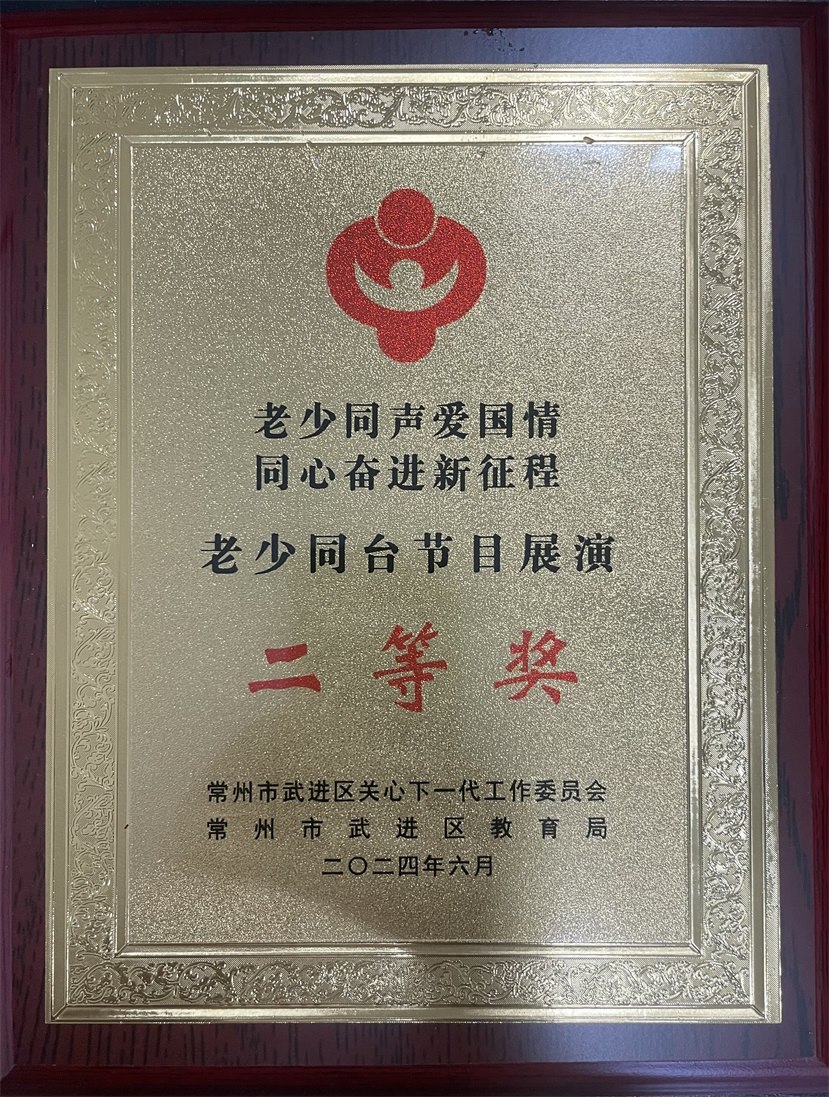 老少同声爱国情
同心奋进新征程
老少同台节目展演
二等奖
常州市武进区关心下一代工作委员会
常州市武进区教育局
二〇二四年六月